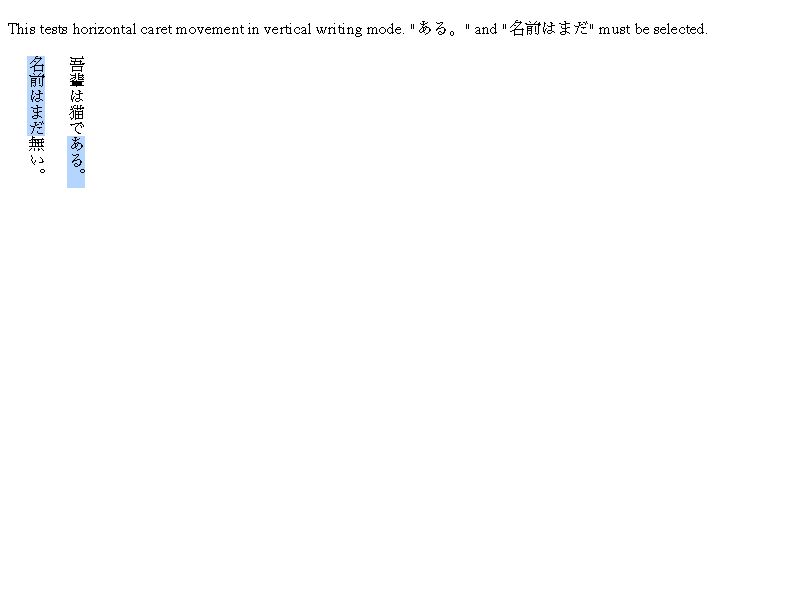 This tests horizontal caret movement in vertical writing mode. "ある。" and "名前はまだ" must be selected.
吾輩は猫である。
名前はまだ無い。